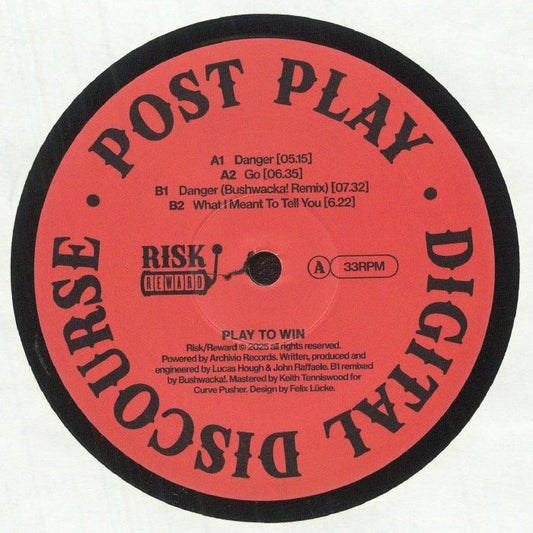 POST PLAY · DIGITAL DISCOURSE ·
A1 Danger [05.15]
A2 Go [06.35]
B1 Danger (Bushwacka! Remix) [07.32]
B2 What I Meant To Tell You [6.22]
RISK
REWARD
A 33RPM
PLAY TO WIN
Risk/Reward © 2025 all rights reserved.
Powered by Archivio Records. Written, produced and
engineered by Lucas Hough & John Raffaele. B1 remixed
by Bushwacka!. Mastered by Keith Tenniswood for
Curve Pusher. Design by Felix Lücke.